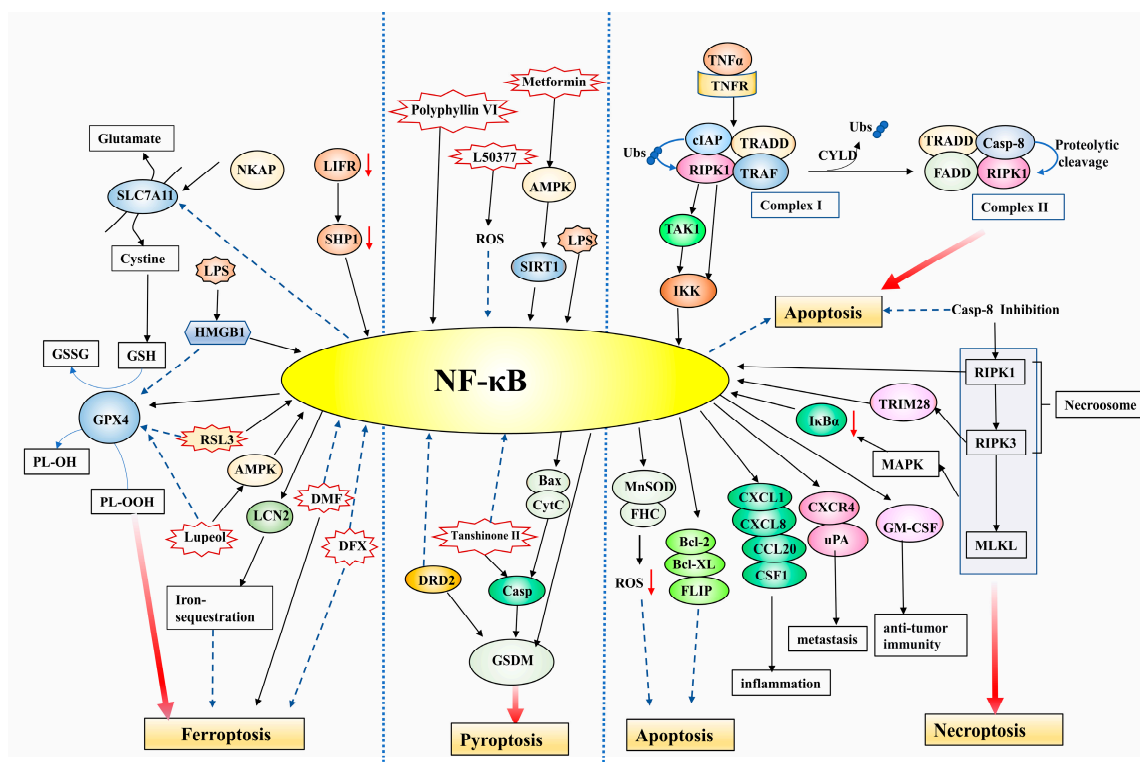 Glutamate
SLC7A11
NKAP
Cystine
LPS
HMGB1
GSSG
GSH
GPX4
PL-OH
PL-OOH
RSL3
AMPK
Lupeol
LCN2
DMF
DFX
Iron-
sequestration
Ferroptosis
LIFR
SHP1
Polyphyllin VI
Metformin
L50377
AMPK
ROS
SIRT1
LPS
NF-κB
Bax
CytC
Tanshinone II
DRD2
Casp
GSDM
Pyroptosis
TNFα
TNFR
Ubs
cIAP
TRADD
RIPK1
TRAF
Complex I
TAK1
IKK
Ubs
CYLD
TRADD
Casp-8
FADD
RIPK1
Proteolytic
cleavage
Complex II
Apoptosis
Casp-8 Inhibition
RIPK1
TRIM28
Necroosome
IκBα
RIPK3
MAPK
MLKL
MnSOD
FHC
ROS
Bcl-2
Bcl-XL
FLIP
CXCL1
CXCL8
CCL20
CSF1
CXCR4
uPA
GM-CSF
metastasis
anti-tumor
immunity
inflammation
Apoptosis
Necroptosis